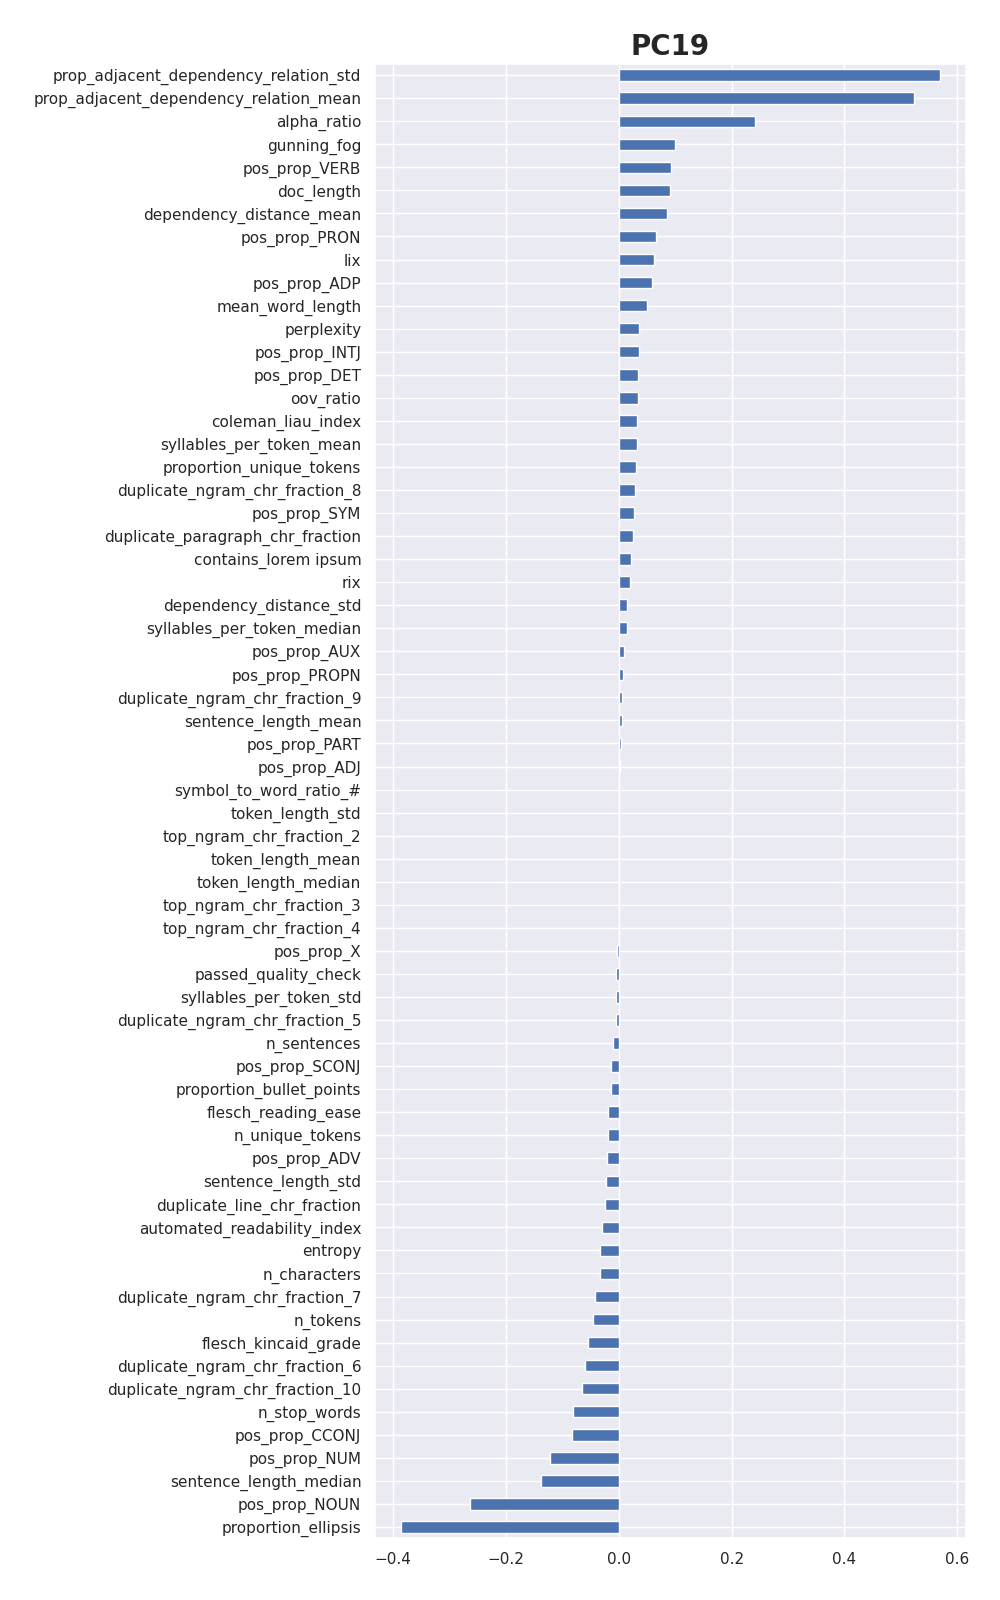 PC19
prop_adjacent_dependency_relation_std
prop_adjacent_dependency_relation_mean
alpha_ratio
gunning_fog
pos_prop_VERB
doc_length
dependency_distance_mean
pos_prop_PRON
lix
pos_prop_ADP
mean_word_length
perplexity
pos_prop_INTJ
pos_prop_DET
oov_ratio
coleman_liau_index
syllables_per_token_mean
proportion_unique_tokens
duplicate_ngram_chr_fraction_8
pos_prop_SYM
duplicate_paragraph_chr_fraction
contains_lorem ipsum
rix
dependency_distance_std
syllables_per_token_median
pos_prop_AUX
pos_prop_PROPN
duplicate_ngram_chr_fraction_9
sentence_length_mean
pos_prop_PART
pos_prop_ADJ
symbol_to_word_ratio_#
token_length_std
top_ngram_chr_fraction_2
token_length_mean
token_length_median
top_ngram_chr_fraction_3
top_ngram_chr_fraction_4
pos_prop_X
passed_quality_check
syllables_per_token_std
duplicate_ngram_chr_fraction_5
n_sentences
pos_prop_SCONJ
proportion_bullet_points
flesch_reading_ease
n_unique_tokens
pos_prop_ADV
sentence_length_std
duplicate_line_chr_fraction
automated_readability_index
entropy
n_characters
duplicate_ngram_chr_fraction_7
n_tokens
flesch_kincaid_grade
duplicate_ngram_chr_fraction_6
duplicate_ngram_chr_fraction_10
n_stop_words
pos_prop_CCONJ
pos_prop_NUM
sentence_length_median
pos_prop_NOUN
proportion_ellipsis
−0.4 −0.2 0.0 0.2 0.4 0.6